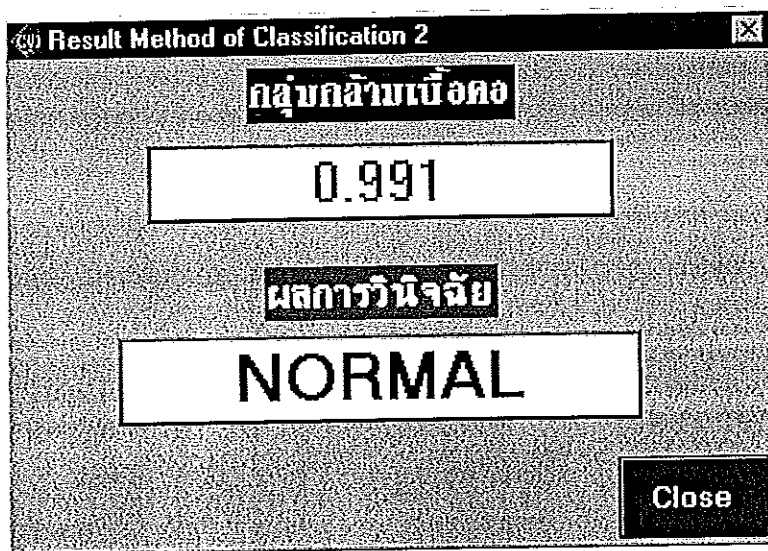 CVI Result Method of Classification 2
กลุ่มกล้ามเนื้อคอ
0.991
ผลการวินิจฉัย
NORMAL
Close